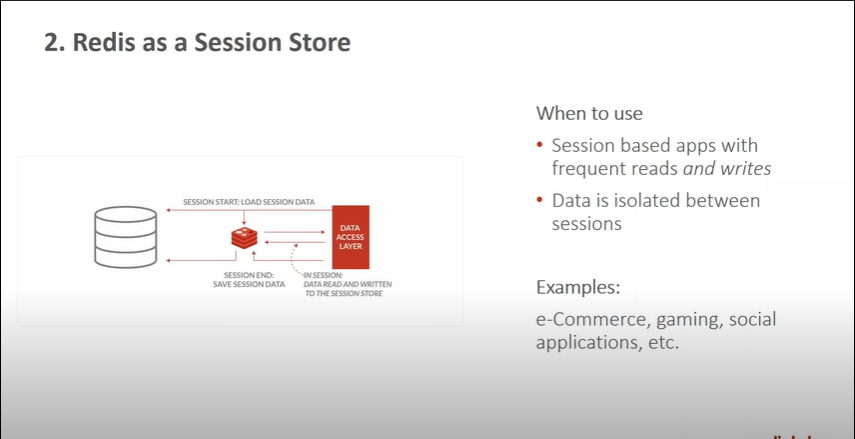 2. Redis as a Session Store
SESSION START: LOAD SESSION DATA
DATA
ACCESS
LAYER
SESSION END:
SAVE SESSION DATA
IN SESSION:
DATA READ AND WRITTEN
TO THE SESSION STORE
When to use
• Session based apps with
frequent reads and writes
• Data is isolated between
sessions
Examples:
e-Commerce, gaming, social
applications, etc.